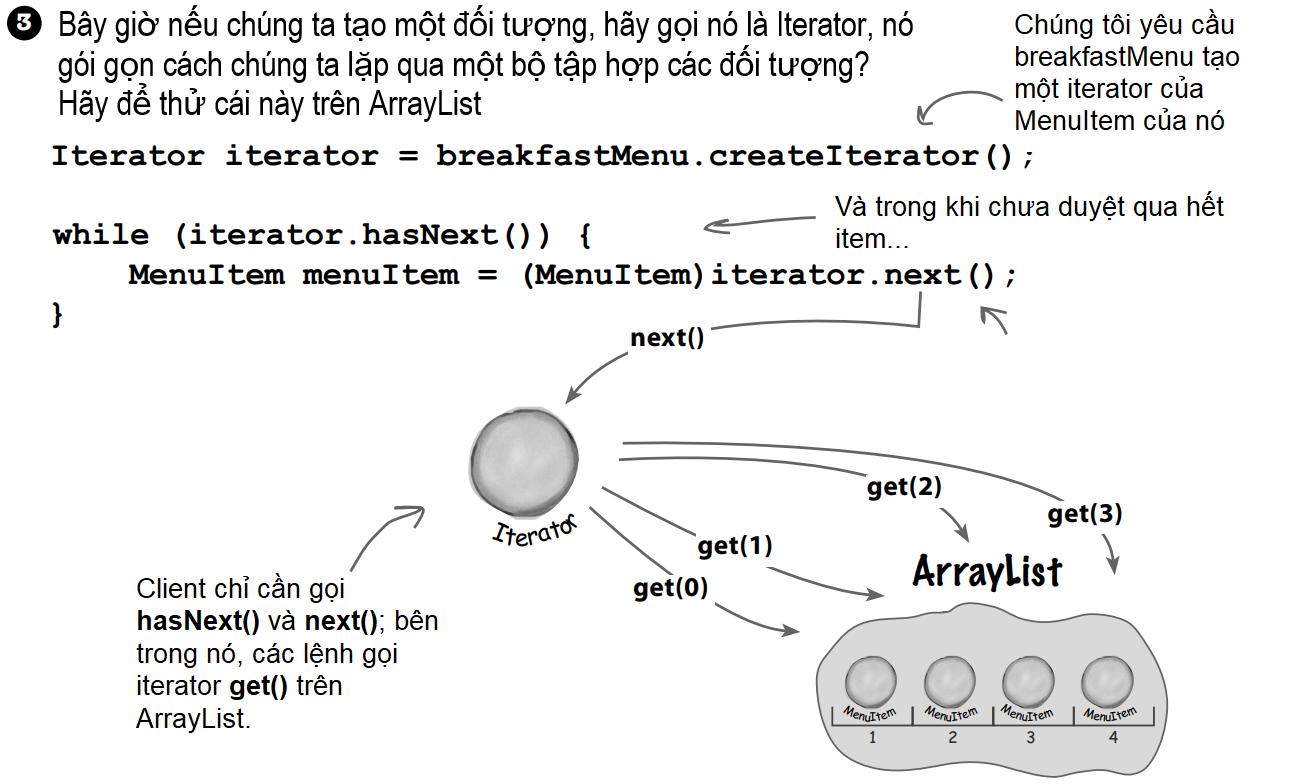 3 Bây giờ nếu chúng ta tạo một đối tượng, hãy gọi nó là Iterator, nó
gói gọn cách chúng ta lặp qua một bộ tập hợp các đối tượng?
Hãy để thử cái này trên ArrayList
Chúng tôi yêu cầu
breakfastMenu tạo
một iterator của
MenuItem của nó
Iterator iterator = breakfastMenu.createIterator();
Và trong khi chưa duyệt qua hết
item...
while (iterator.hasNext()) {
MenuItem menuItem = (MenuItem)iterator.next();
}
next()
Iterator
get(2)
get(3)
get(1)
get(0)
Client chỉ cần gọi
hasNext() và next(); bên
trong nó, các lệnh gọi
iterator get() trên
ArrayList.
ArrayList
MenuItem MenuItem MenuItem MenuItem
1 2 3 4